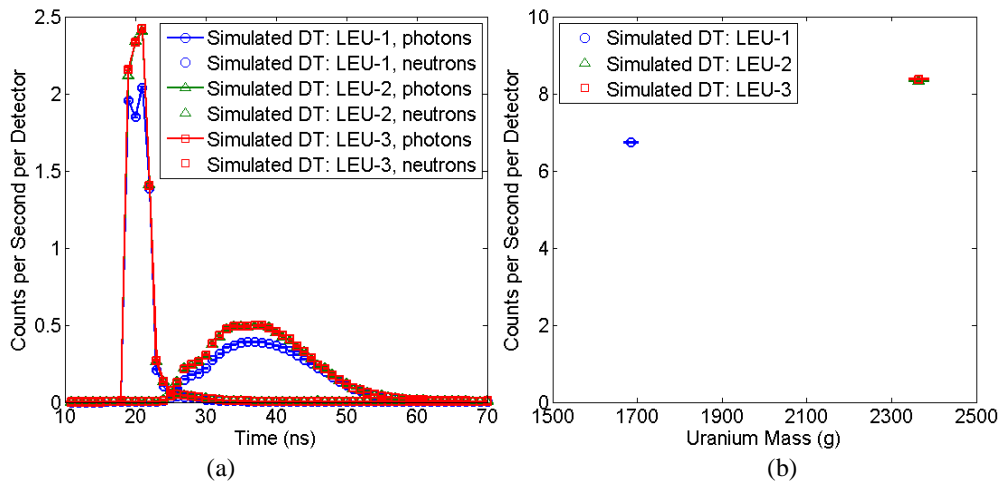 2.5
2
1.5
1
0.5
0
10
20
30
40
50
60
70
Counts per Second per Detector
Time (ns)
Simulated DT: LEU-1, photons
Simulated DT: LEU-1, neutrons
Simulated DT: LEU-2, photons
Simulated DT: LEU-2, neutrons
Simulated DT: LEU-3, photons
Simulated DT: LEU-3, neutrons
(a)
10
8
6
4
2
0
1500
1700
1900
2100
2300
2500
Counts per Second per Detector
Uranium Mass (g)
Simulated DT: LEU-1
Simulated DT: LEU-2
Simulated DT: LEU-3
(b)